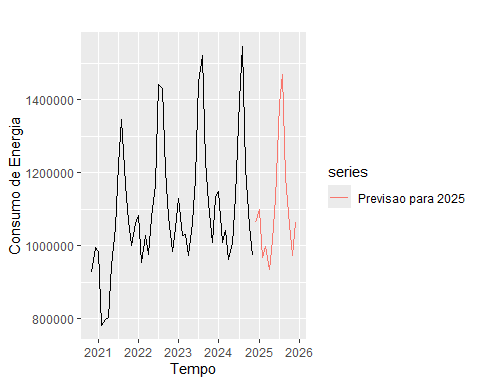 1400000
1200000
1000000
800000
Consumo de Energia
2021 2022 2023 2024 2025 2026
Tempo
series
Previsao para 2025